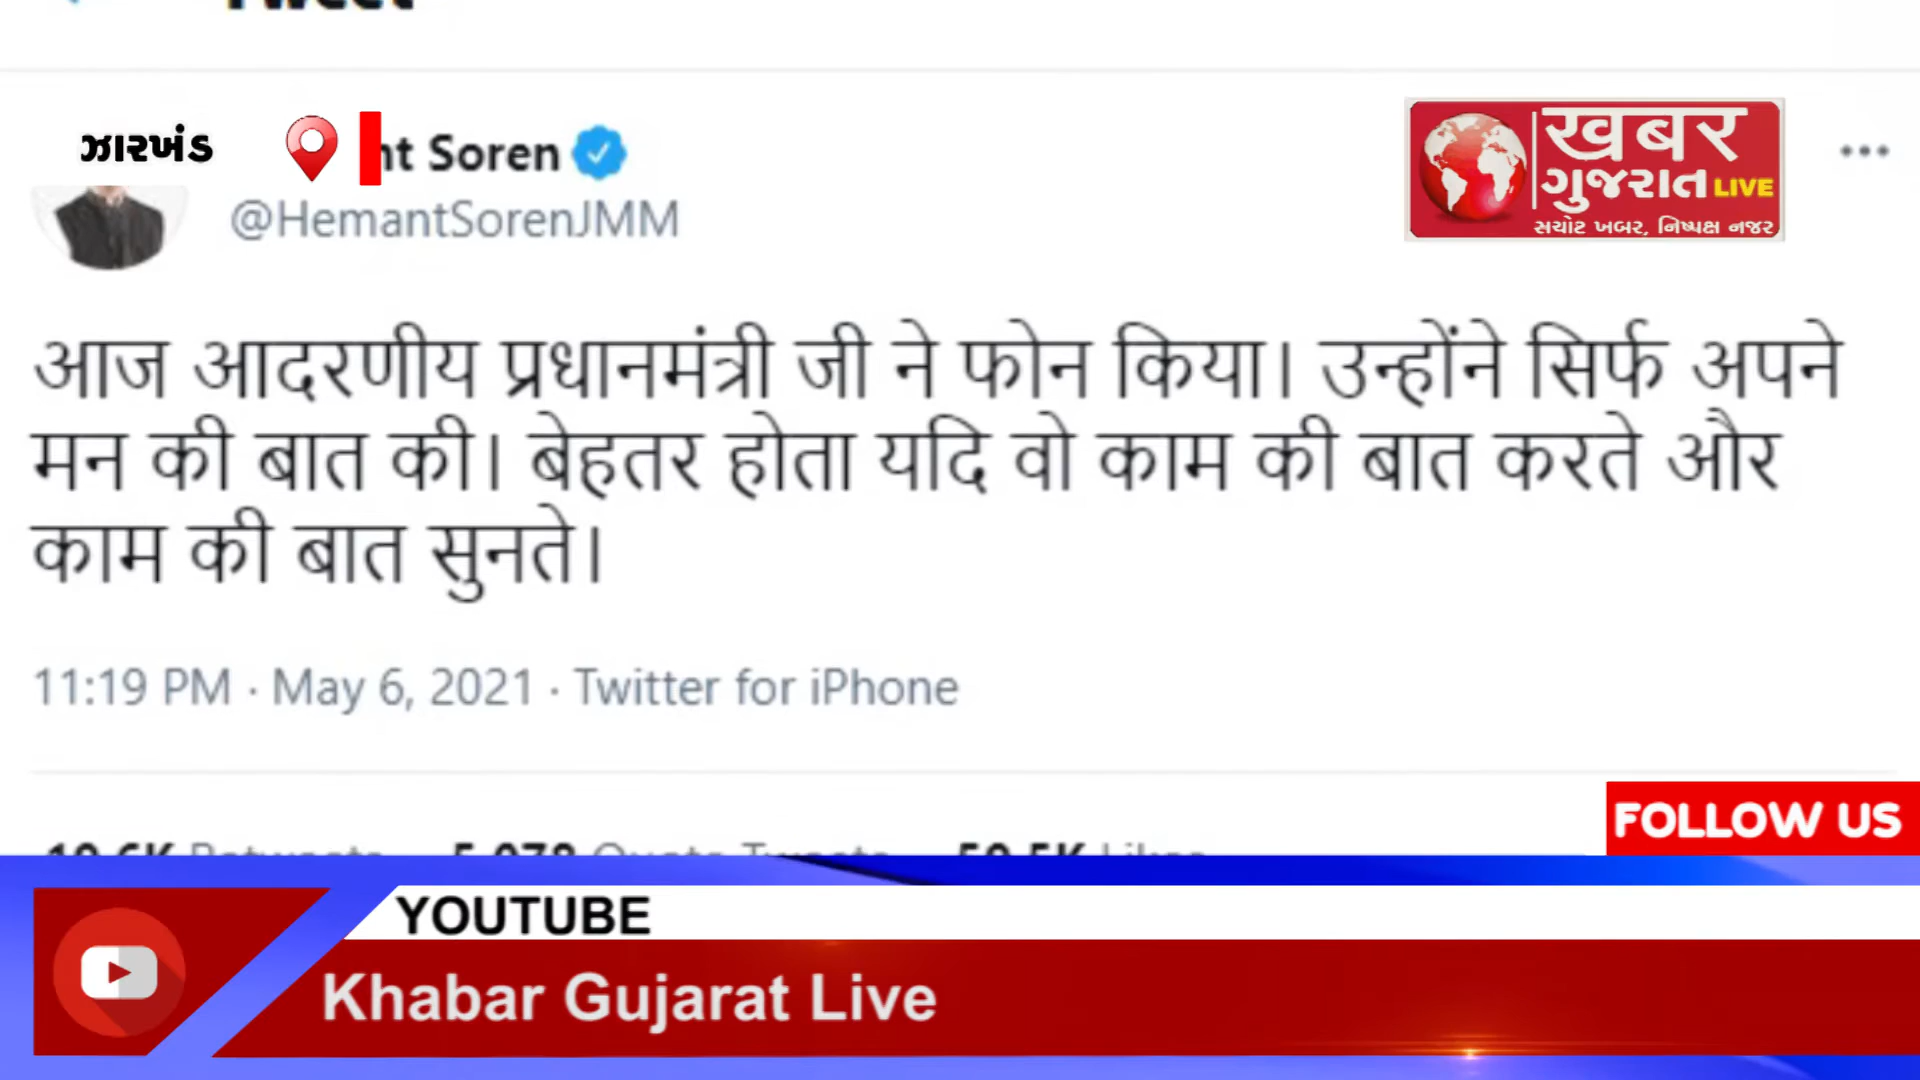 Tweet
ઝારખંડ
nt Soren
@HemantSorenJMM
खबर
ગુજરાત LIVE
સચોટ ખબર, નિષ્પક્ષ નજર
आज आदरणीय प्रधानमंत्री जी ने फोन किया। उन्होंने सिर्फ अपने
मन की बात की। बेहतर होता यदि वो काम की बात करते और
काम की बात सुनते।
11:19 PM · May 6, 2021 · Twitter for iPhone
FOLLOW US
YOUTUBE
Khabar Gujarat Live